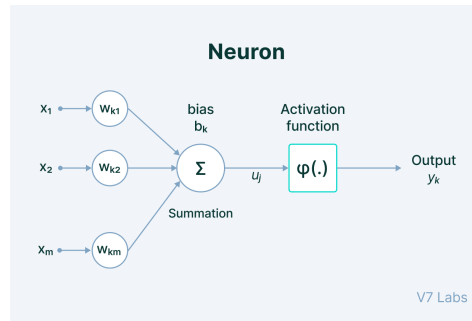 Neuron
x1
wk1
bias
bk
Activation
function
x2
wk2
Σ
uj
φ(.)
Output
yk
Summation
xm
wkm
V7 Labs